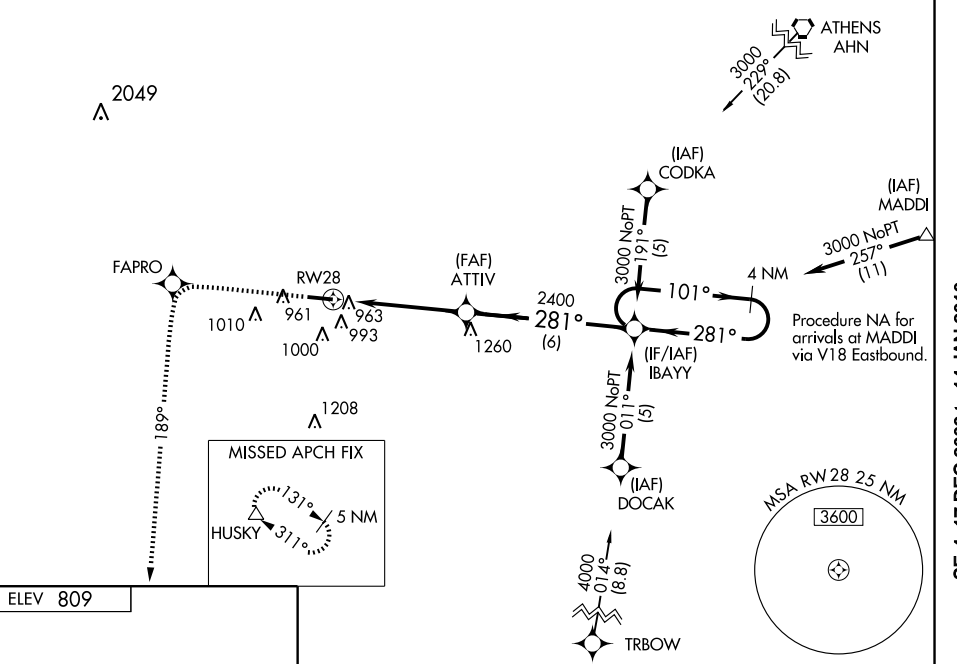 ATHENS
AHN
3000
229°
(20.8)
2049
(IAF)
CODKA
(IAF)
MADDI
3000 NoPT
257°
(11)
3000 NoPT
191°
(5)
FAPRO
RW28
(FAF)
ATTIV
4 NM
101°
2400
281°
(6)
281°
961
963
1010
1000
993
1260
(IF/IAF)
IBAYY
Procedure NA for
arrivals at MADDI
via V18 Eastbound.
3000 NoPT
011°
(5)
189°
1208
MISSED APCH FIX
131°
5 NM
HUSKY
311°
(IAF)
DOCAK
MSA RW28 25 NM
3600
4000
014°
(8.8)
TRBOW
ELEV 809